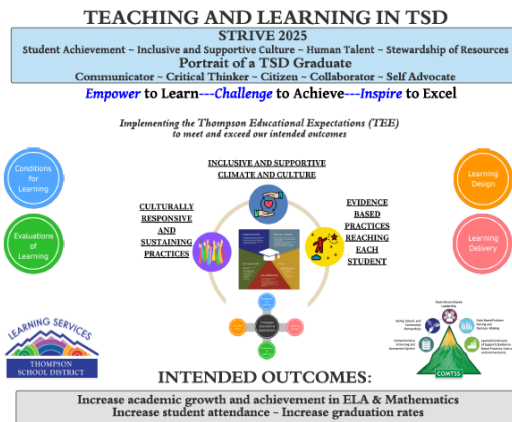 TEACHING AND LEARNING IN TSD
STRIVE 2025
Student Achievement ~ Inclusive and Supportive Culture ~ Human Talent ~ Stewardship of Resources
Portrait of a TSD Graduate
Communicator ~ Critical Thinker ~ Citizen ~ Collaborator ~ Self Advocate
Empower to Learn---Challenge to Achieve---Inspire to Excel
Implementing the Thompson Educational Expectations (TEE)
to meet and exceed our intended outcomes
Conditions
for
Learning
Evaluations
of
Learning
INCLUSIVE AND SUPPORTIVE
CLIMATE AND CULTURE
CULTURALLY
RESPONSIVE
AND
SUSTAINING
PRACTICES
EVIDENCE
BASED
PRACTICES
REACHING
EACH
STUDENT
Learning
Design
Learning
Delivery
LEARNING SERVICES
THOMPSON
SCHOOL DISTRICT
COMTSS
INTENDED OUTCOMES:
Increase academic growth and achievement in ELA & Mathematics
Increase student attendance ~ Increase graduation rates